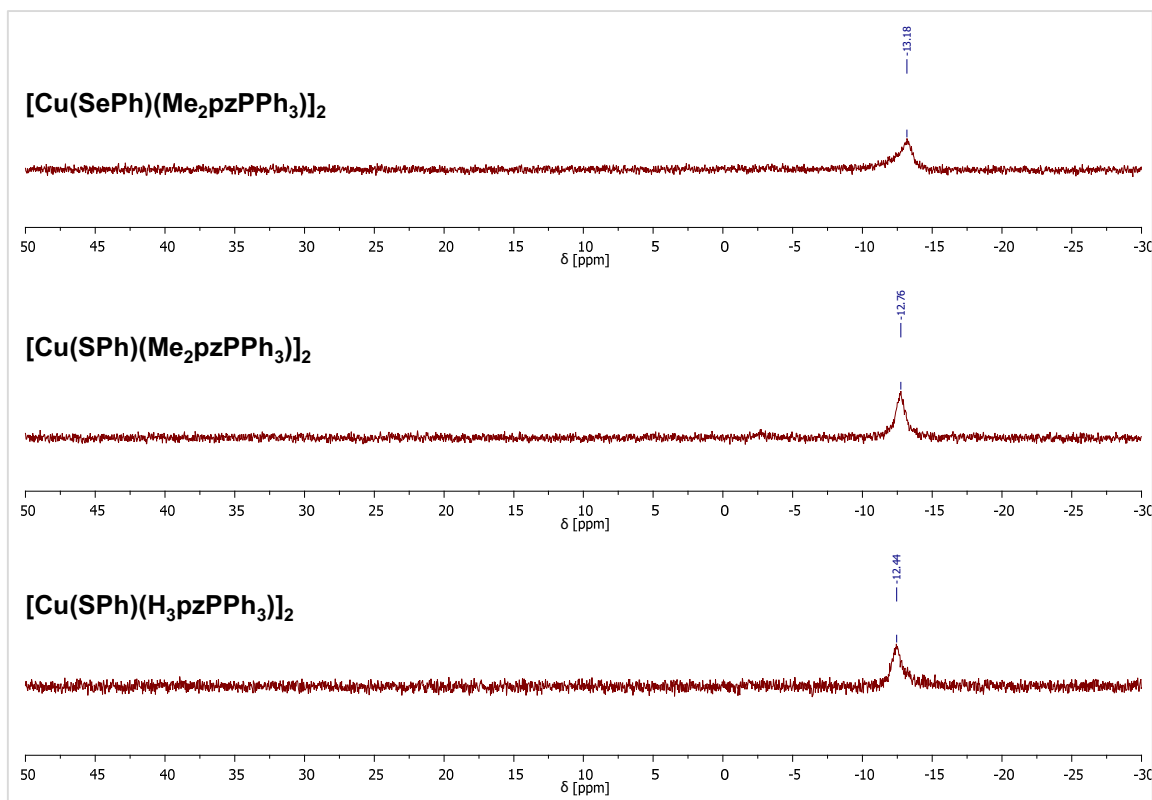 -13.18
[Cu(SePh)(Me₂pzPPh₃)]₂
50 45 40 35 30 25 20 15 10 5 0 -5 -10 -15 -20 -25 -30
δ [ppm]
-12.76
[Cu(SPh)(Me₂pzPPh₃)]₂
50 45 40 35 30 25 20 15 10 5 0 -5 -10 -15 -20 -25 -30
δ [ppm]
-12.44
[Cu(SPh)(H₃pzPPh₃)]₂
50 45 40 35 30 25 20 15 10 5 0 -5 -10 -15 -20 -25 -30
δ [ppm]